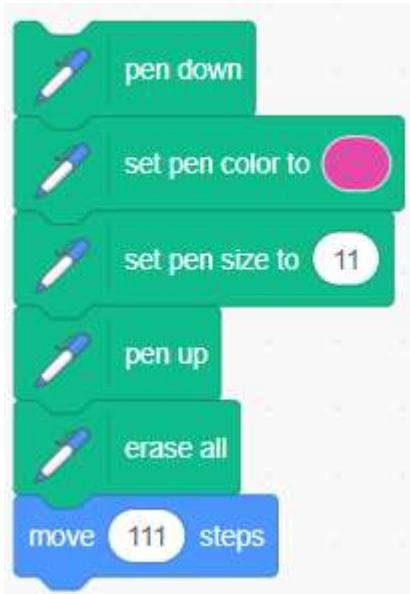 pen down
set pen color to
set pen size to 11
pen up
erase all
move 111 steps